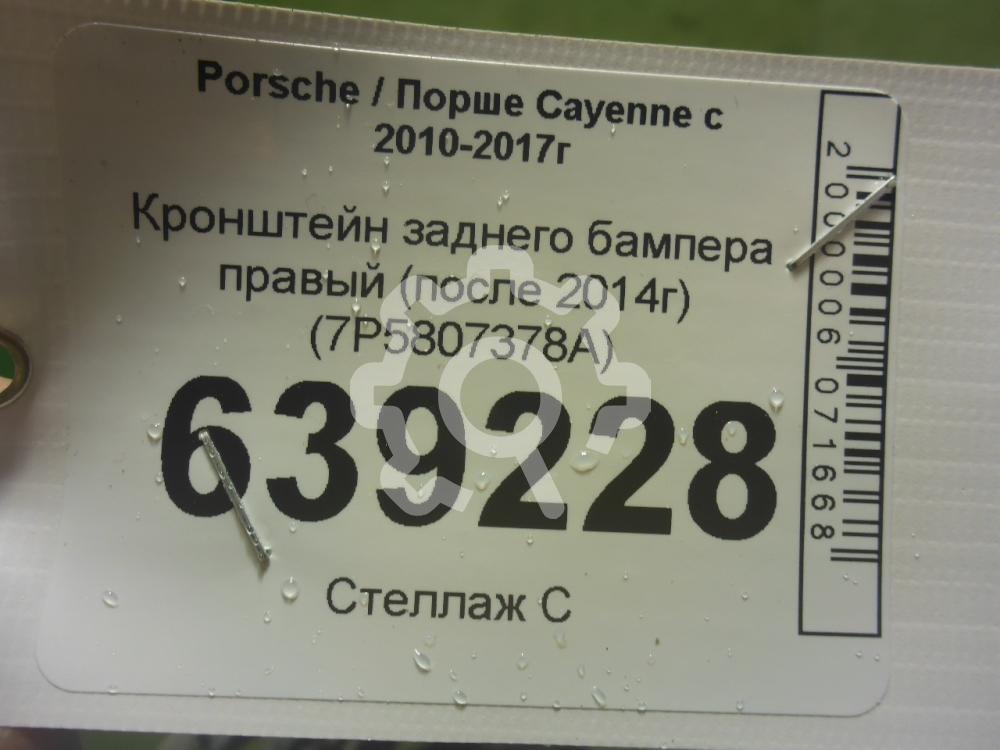 Porsche / Порше Cayenne с
2010-2017г
Кронштейн заднего бампера
правый (после 2014г)
(7P5807378A)
639228
Стеллаж С
2000006071668